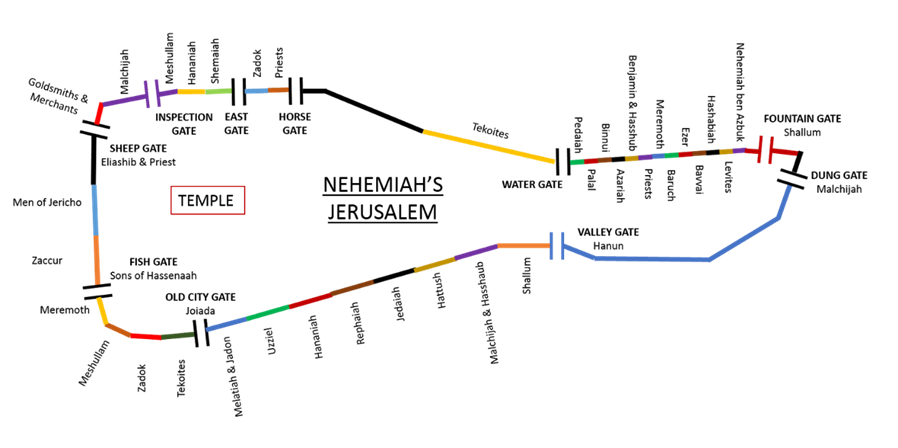 NEHEMIAH'S
JERUSALEM
TEMPLE
Goldsmiths &
Merchants
Malchijah
Meshullam
Hananiah
Shemaiah
Zadok
Priests
INSPECTION
GATE
EAST
GATE
HORSE
GATE
Tekoites
WATER GATE
Pedaiah
Palal
Binnui
Azariah
Benjamin & Hasshub
Priests
Meremoth
Baruch
Ezer
Bavvai
Hashabiah
Levites
Nehemiah ben Azbuk
FOUNTAIN GATE
Shallum
DUNG GATE
Malchijah
VALLEY GATE
Hanun
Shallum
Malchijah & Hasshaub
Hattush
Jedaiah
Rephaiah
Hananiah
Uzziel
Melatiah & Jadon
OLD CITY GATE
Joiada
Tekoites
Zadok
Meshullam
Meremoth
FISH GATE
Sons of Hassenaah
Zaccur
Men of Jericho
SHEEP GATE
Eliashib & Priest